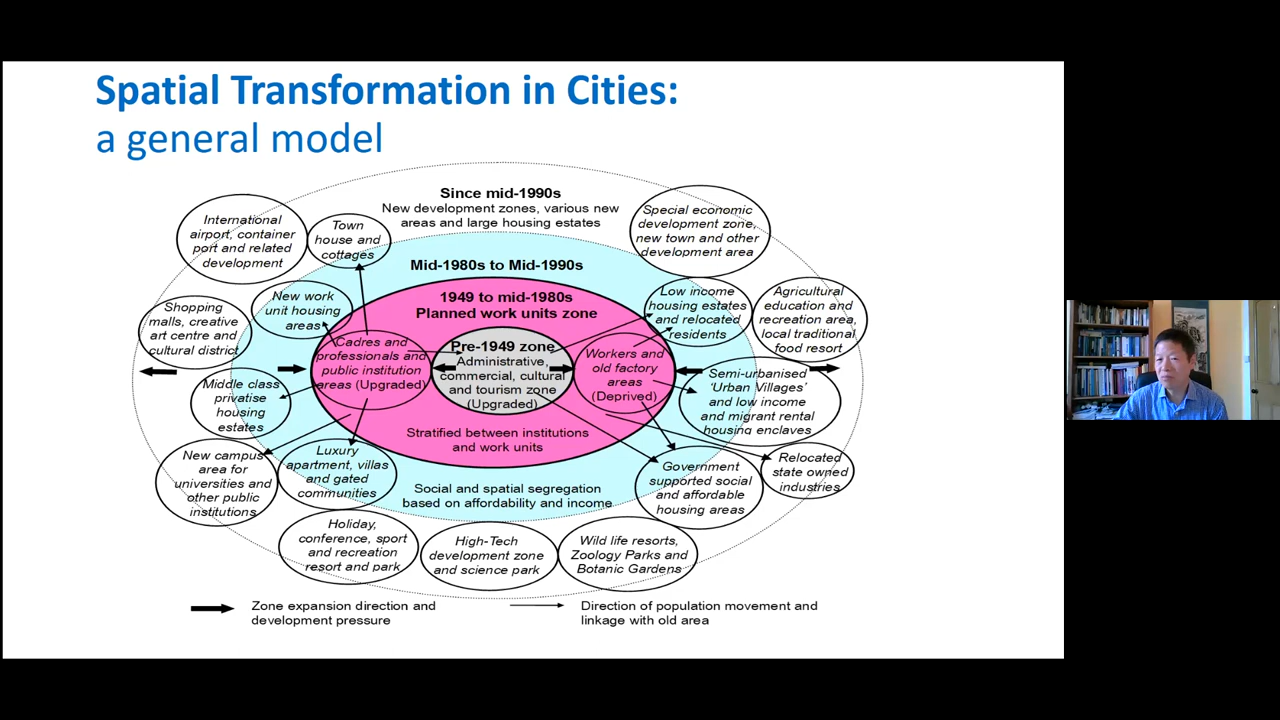 Spatial Transformation in Cities:
a general model
Since mid-1990s
New development zones, various new
areas and large housing estates
International
airport, container
port and related
development
Town
house and
cottages
Special economic
development zone,
new town and other
development area
Mid-1980s to Mid-1990s
New work
unit housing
areas
1949 to mid-1980s
Planned work units zone
Low income
housing estates
and relocated
residents
Agricultural
education and
recreation area,
local traditional
food resort
Shopping
malls, creative
art centre and
cultural district
Cadres and
professionals and
public institution
areas (Upgraded)
Pre-1949 zone
Administrative,
commercial, cultural
and tourism zone
(Upgraded)
Workers and
old factory
areas
(Deprived)
Semi-urbanised
‘Urban Villages’
and low income
and migrant rental
housing enclaves
Middle class
privatise
housing
estates
Stratified between institutions
and work units
New campus
area for
universities and
other public
institutions
Luxury
apartment, villas
and gated
communities
Social and spatial segregation
based on affordability and income
Government
supported social
and affordable
housing areas
Relocated
state owned
industries
Holiday,
conference, sport
and recreation
resort and park
High-Tech
development zone
and science park
Wild life resorts,
Zoology Parks and
Botanic Gardens
Zone expansion direction and
development pressure
Direction of population movement and
linkage with old area